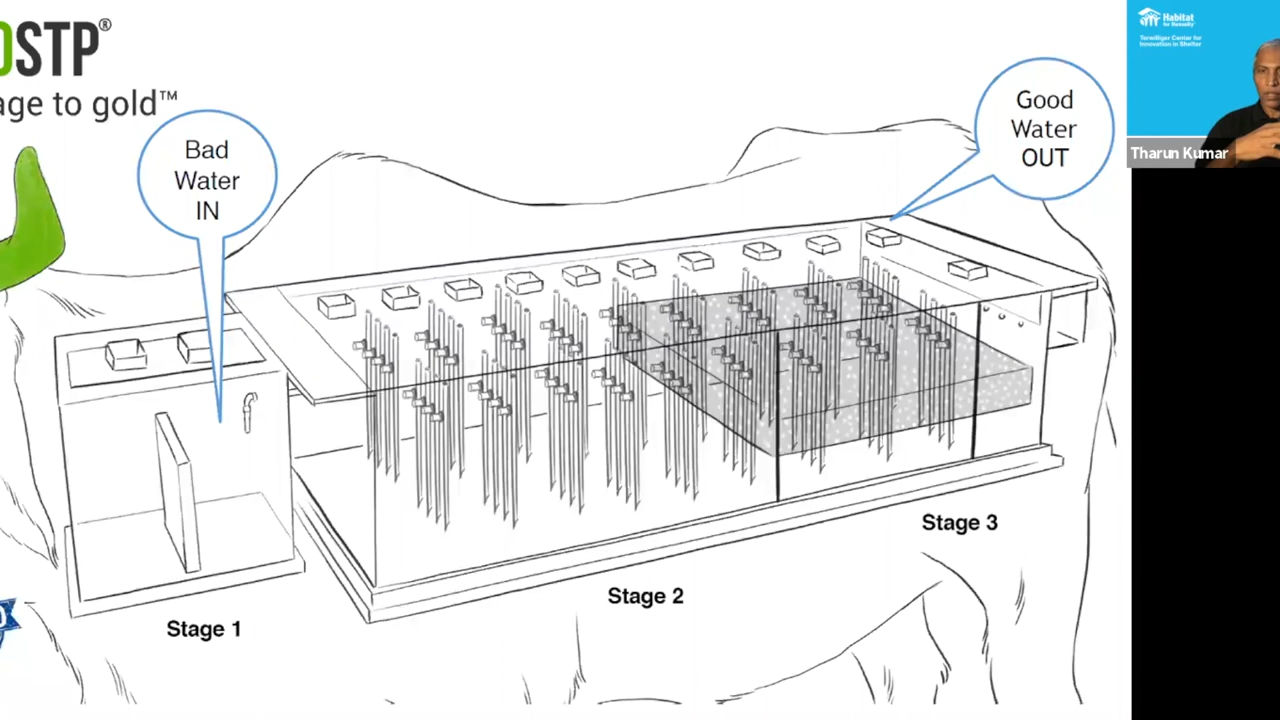 OSTP®
age to gold™
Bad
Water
IN
Good
Water
OUT
Stage 1
Stage 2
Stage 3
Habitat
for Humanity®
Terwilliger Center for
Innovation in Shelter
Tharun Kumar